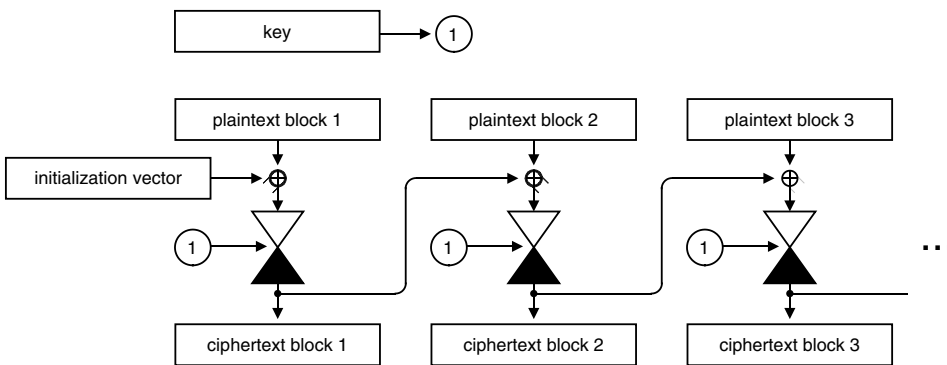 key
1
plaintext block 1
plaintext block 2
plaintext block 3
initialization vector
1
1
1
..
ciphertext block 1
ciphertext block 2
ciphertext block 3